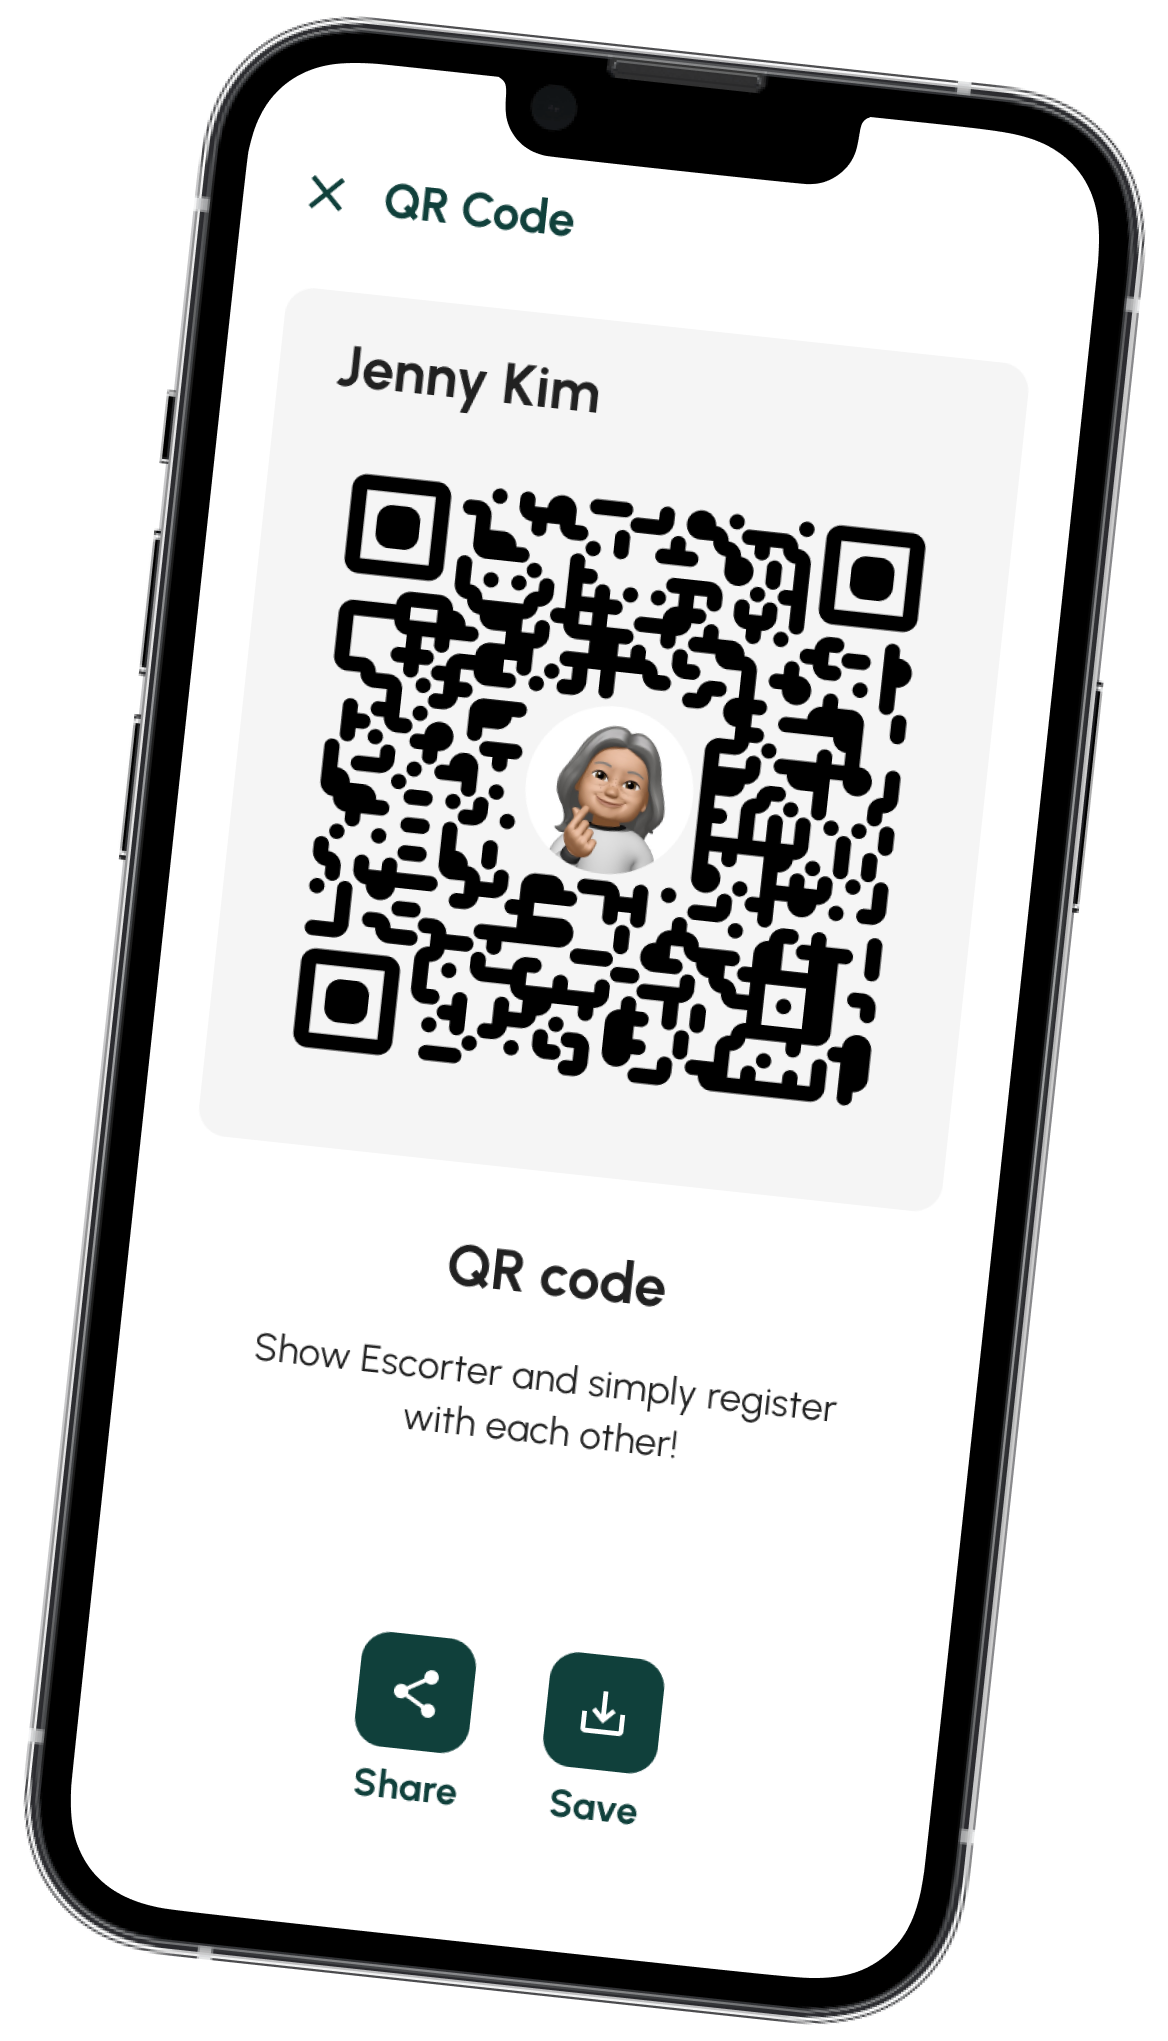 QR Code
Jenny Kim
QR code
Show Escorter and simply register
with each other!
Share
Save